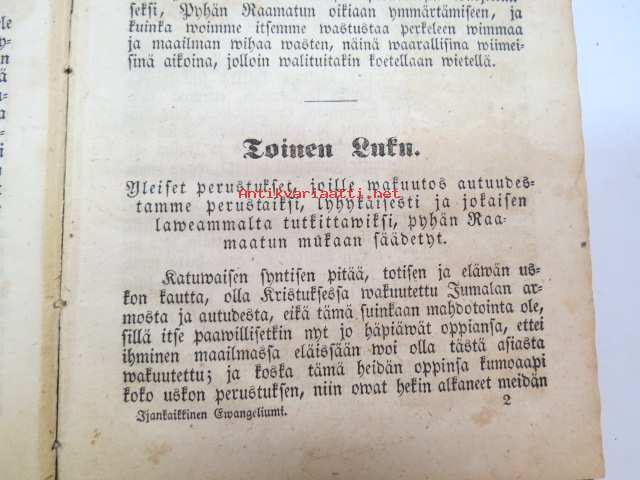 seksi, Pyhän Raamatun oikiaan ymmärtämiseen, ja
kuinka woimme itsemme wastustaa perkeleen wimmaa
ja maailman wihaa wasten, näinä waarallisina wiimei-
sinä aikoina, jolloin walituitakin koetellaan wietellä.
Toinen Luku.
Yleiset perustukset, joille wakuutos autuudes-
tamme perustaiksi, lyhykäisesti ja jokaisen
laweammalta tutkittawiksi, pyhän Raa-
maatun mukaan säädetyt.
Antikvariaatti.net
Katuwaisen syntisen pitää, totisen ja eläwän us-
kon kautta, olla Kristuksessa wakuutettu Jumalan ar-
mosta ja autudesta, eikä tämä suinkaan mahdotointa ole,
sillä itse paawillisetkin nyt jo häpiäwät oppiansa, ettei
ihminen maailmassa eläissään woi olla tästä asiasta
wakuutettu; ja koska tämä heidän oppinsa kumoaapi
koko uskon perustuksen, niin owat hekin alkaneet meidän
Ijankaikkinen Ewangeliumi.
2